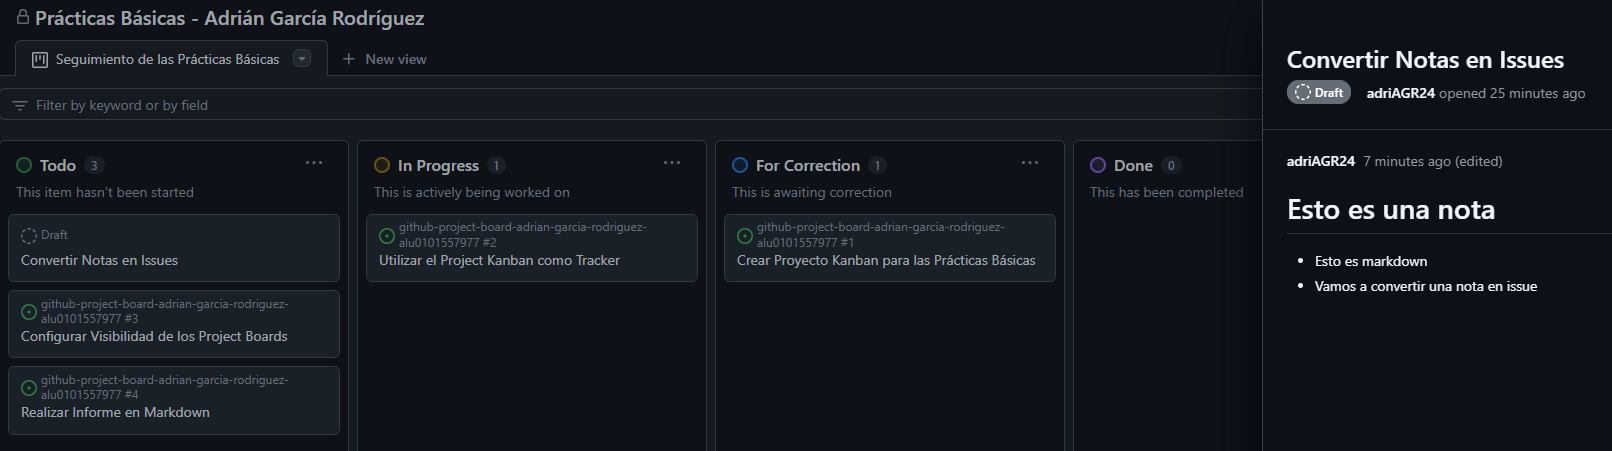 Prácticas Básicas - Adrián García Rodríguez
Seguimiento de las Prácticas Básicas
New view
Filter by keyword or by field
Todo 3
This item hasn't been started
Draft
Convertir Notas en Issues
github-project-board-adrian-garcia-rodriguez-
alu0101557977 #3
Configurar Visibilidad de los Project Boards
github-project-board-adrian-garcia-rodriguez-
alu0101557977 #4
Realizar Informe en Markdown
In Progress 1
This is actively being worked on
github-project-board-adrian-garcia-rodriguez-
alu0101557977 #2
Utilizar el Project Kanban como Tracker
For Correction 1
This is awaiting correction
github-project-board-adrian-garcia-rodriguez-
alu0101557977 #1
Crear Proyecto Kanban para las Prácticas Básicas
Done 0
This has been completed
Convertir Notas en Issues
Draft adriAGR24 opened 25 minutes ago
adriAGR24 7 minutes ago (edited)
Esto es una nota
Esto es markdown
Vamos a convertir una nota en issue